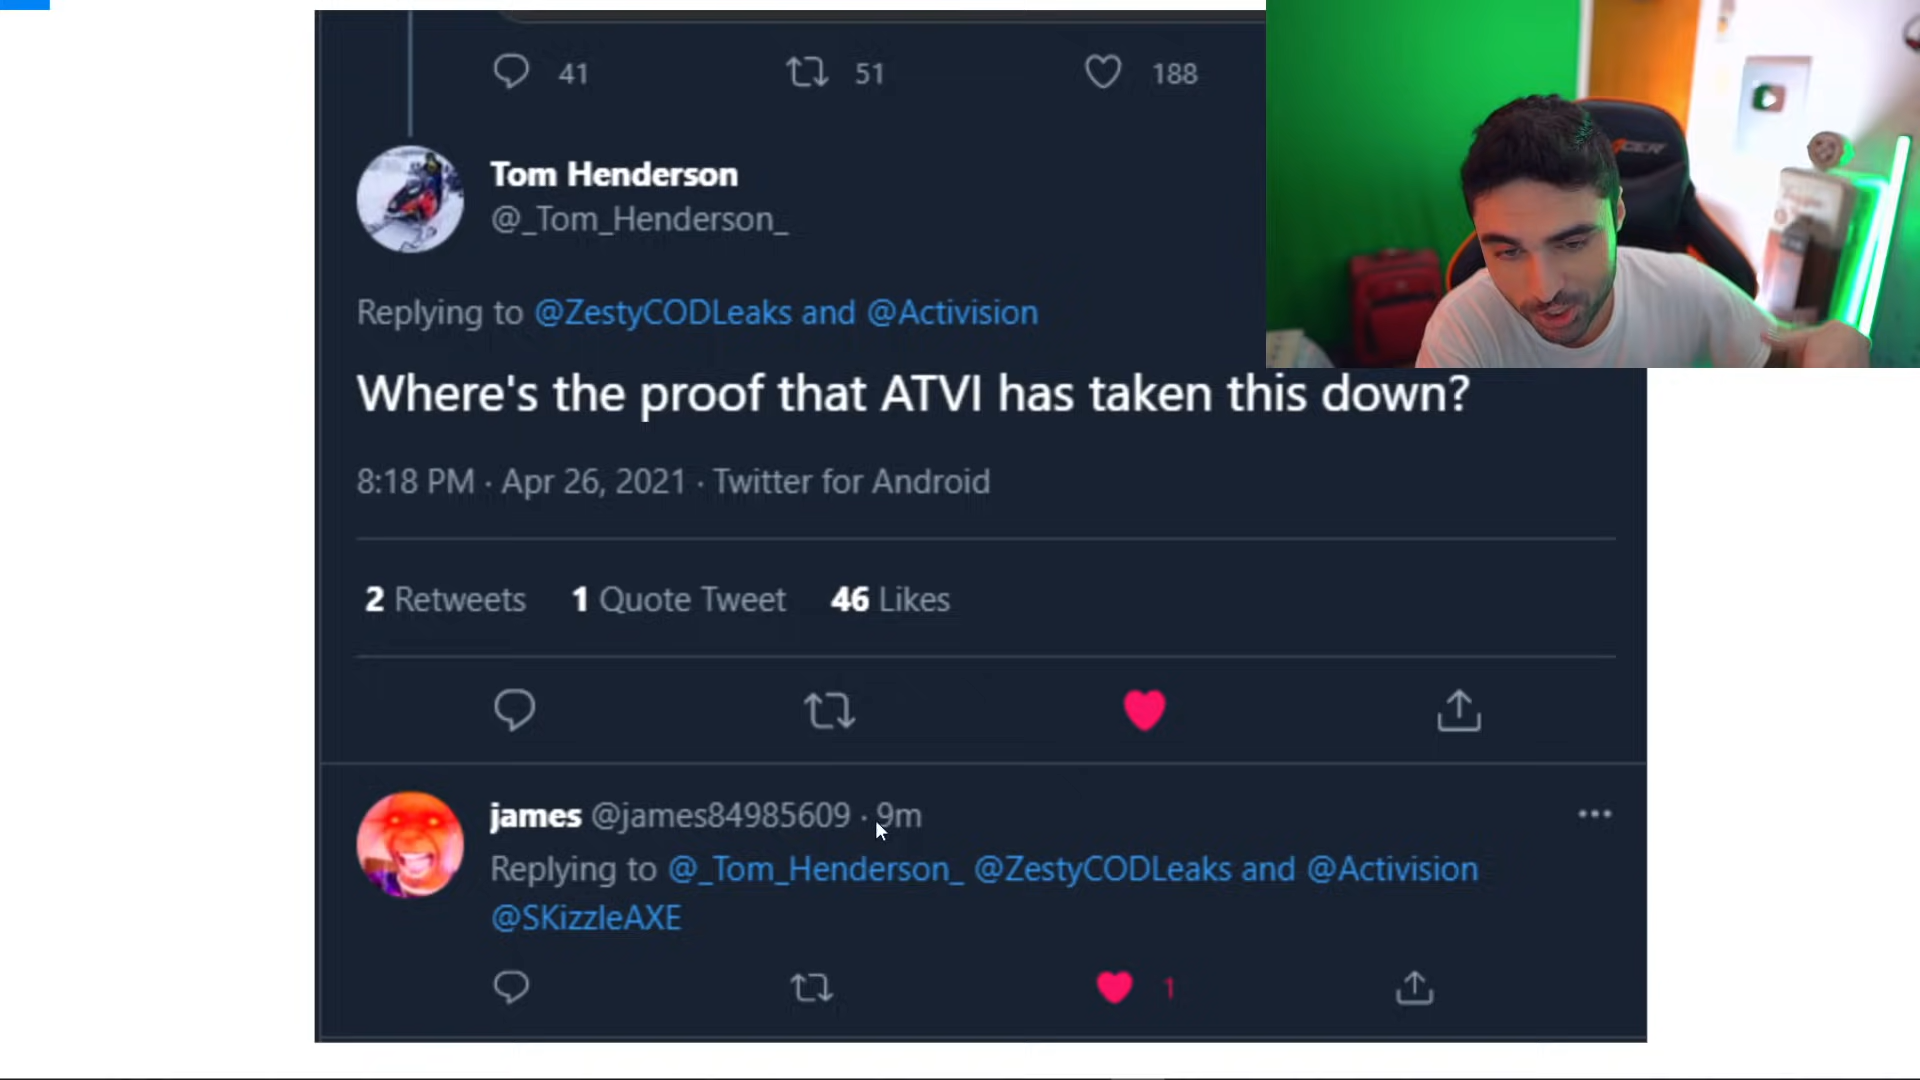 41 51 188
Tom Henderson
@_Tom_Henderson_
Replying to @ZestyCODLeaks and @Activision
Where's the proof that ATVI has taken this down?
8:18 PM · Apr 26, 2021 · Twitter for Android
2 Retweets 1 Quote Tweet 46 Likes
james @james84985609 · 9m
Replying to @_Tom_Henderson_ @ZestyCODLeaks and @Activision
@SKizzleAXE
1